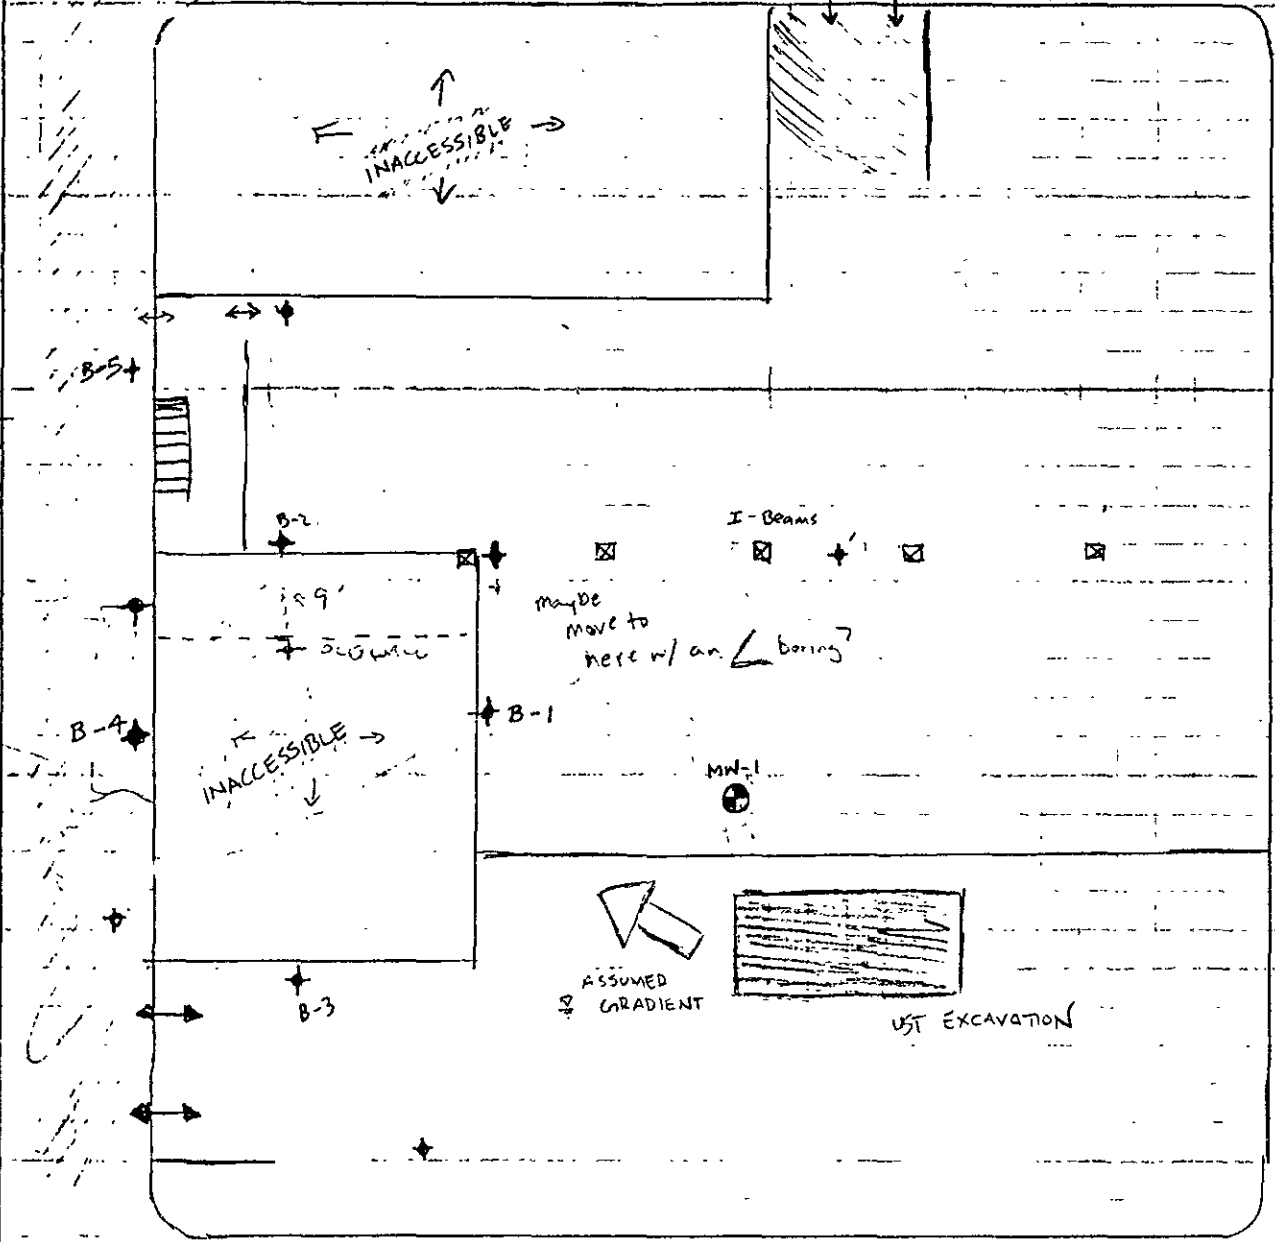 INACCESSIBLE
B-5
B-2
I-Beams
9'
maybe
move to
here w/ an ∠ boring?
B-1
B-4
INACCESSIBLE
MW-1
ASSUMED
GRADIENT
B-3
UST EXCAVATION